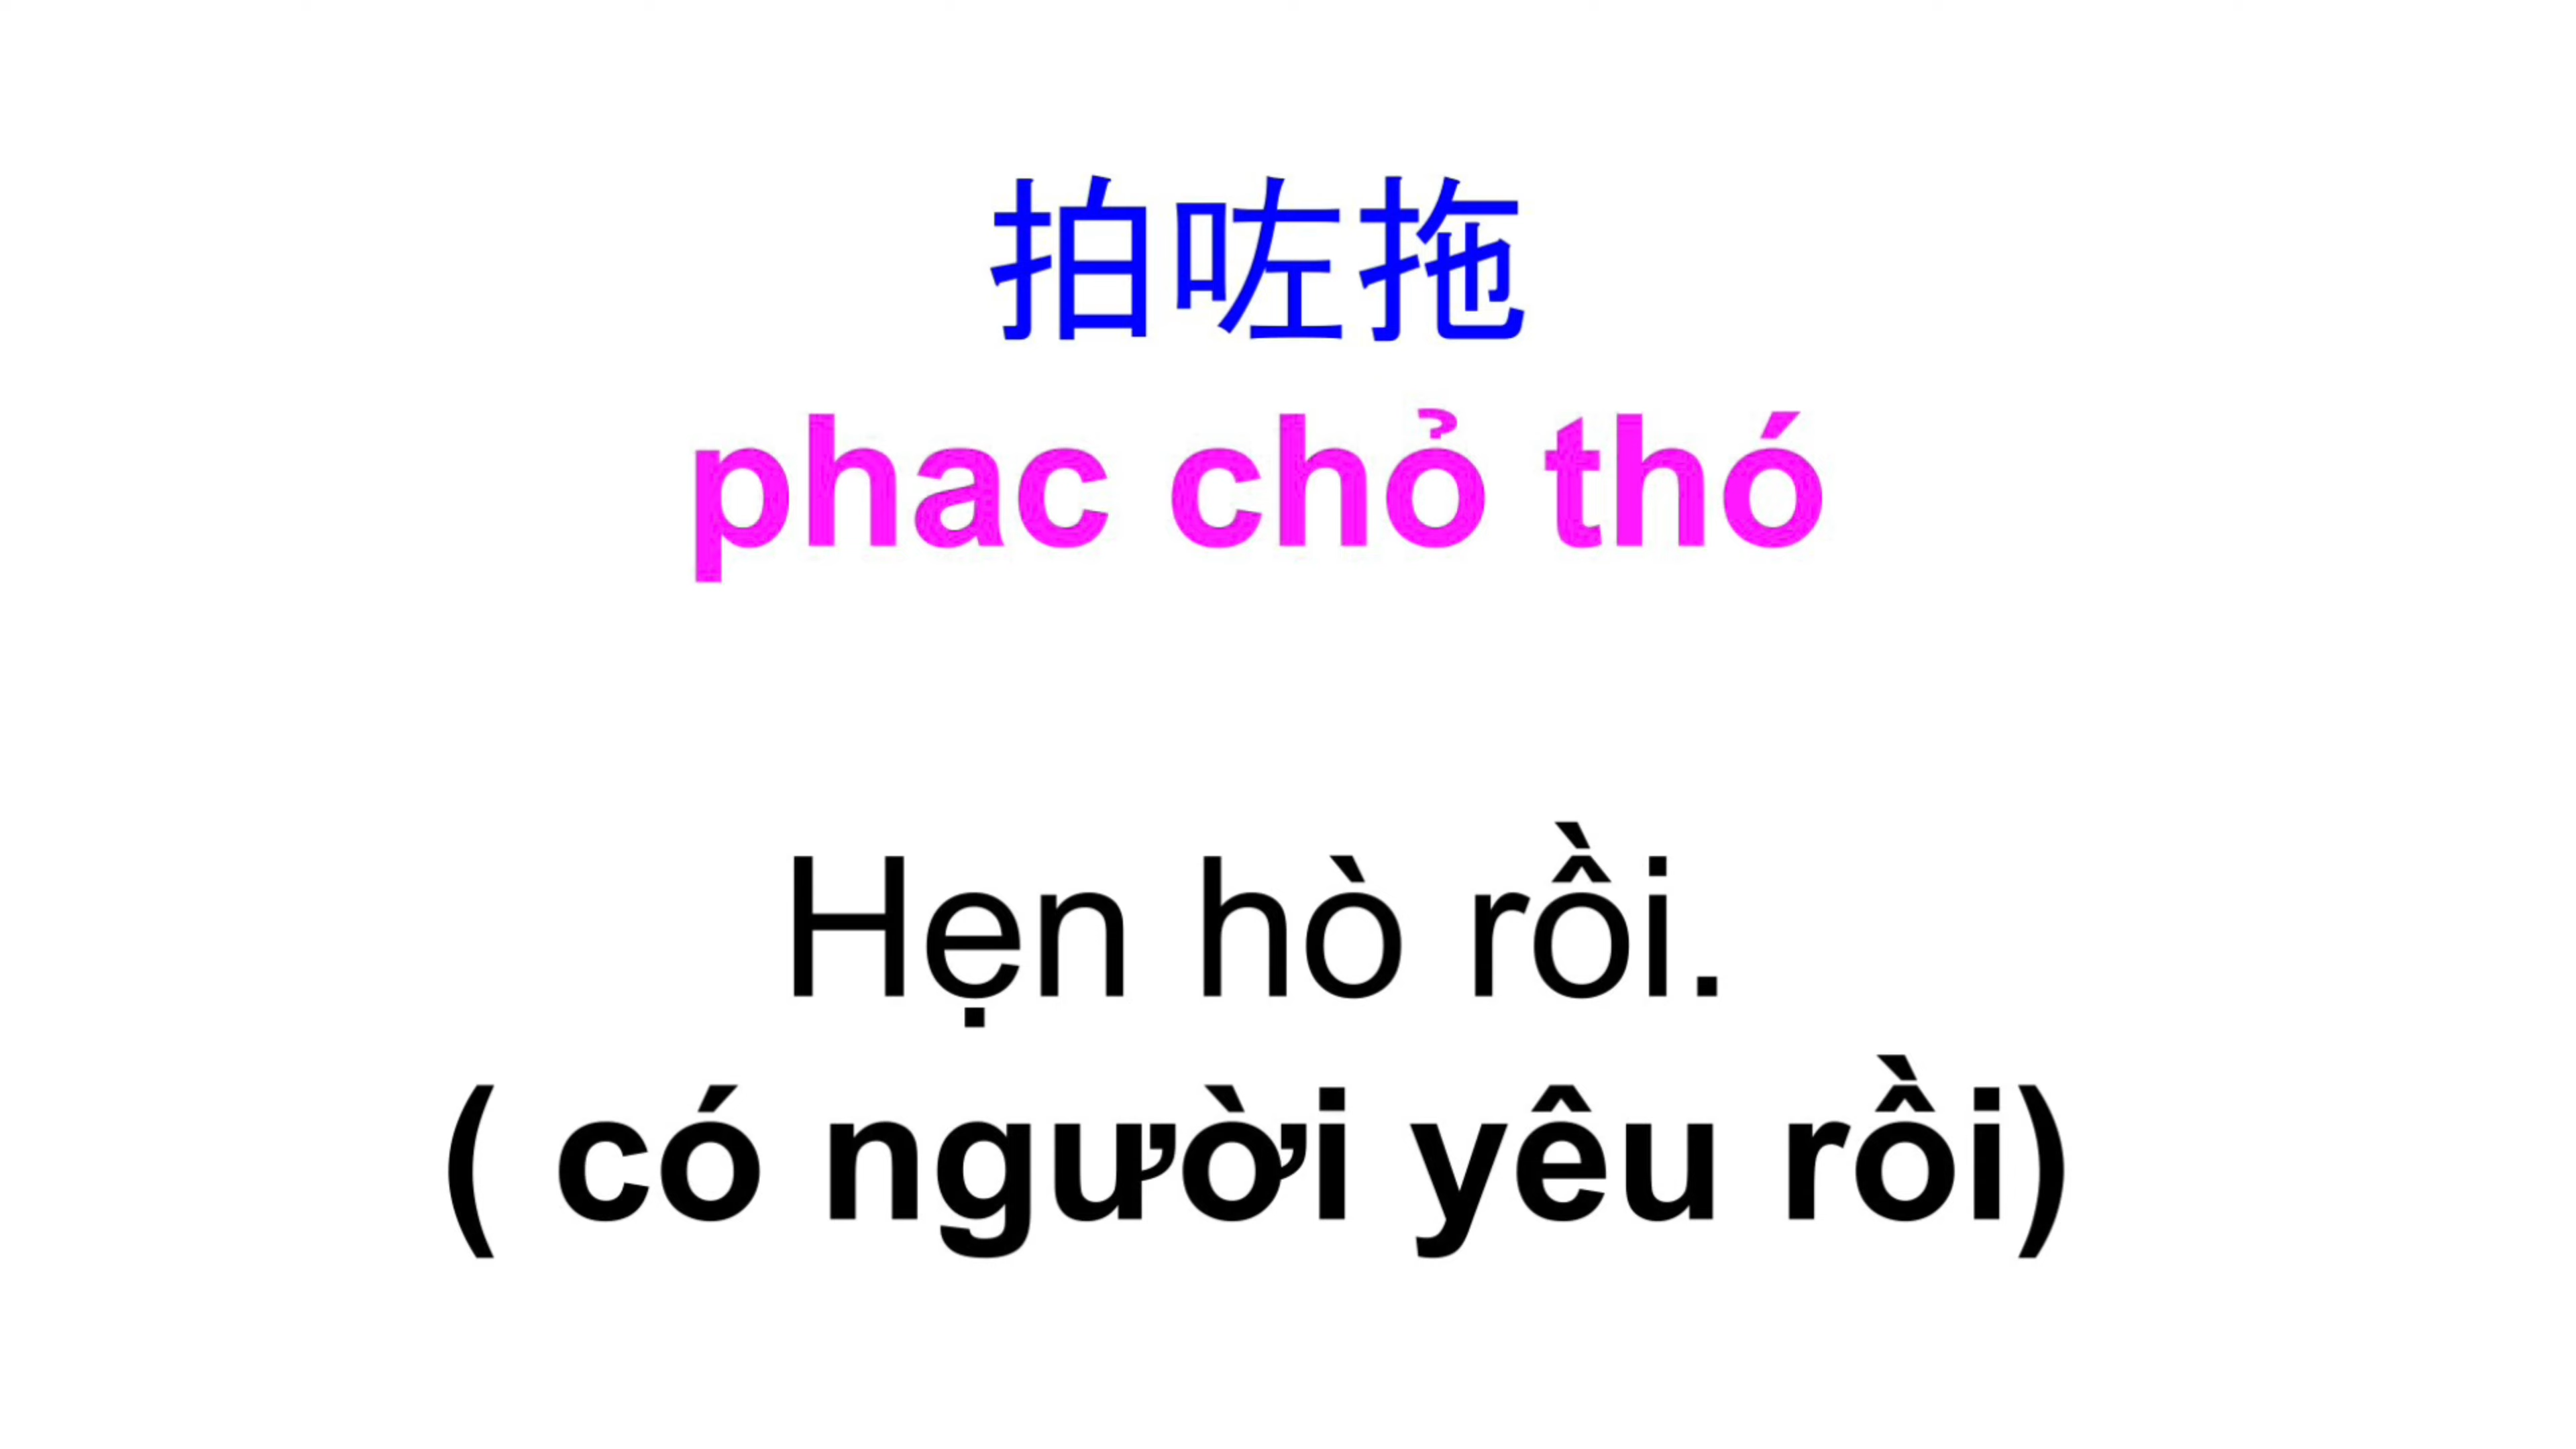 拍咗拖
phac chỏ thó
Hẹn hò rồi.
( có người yêu rồi)